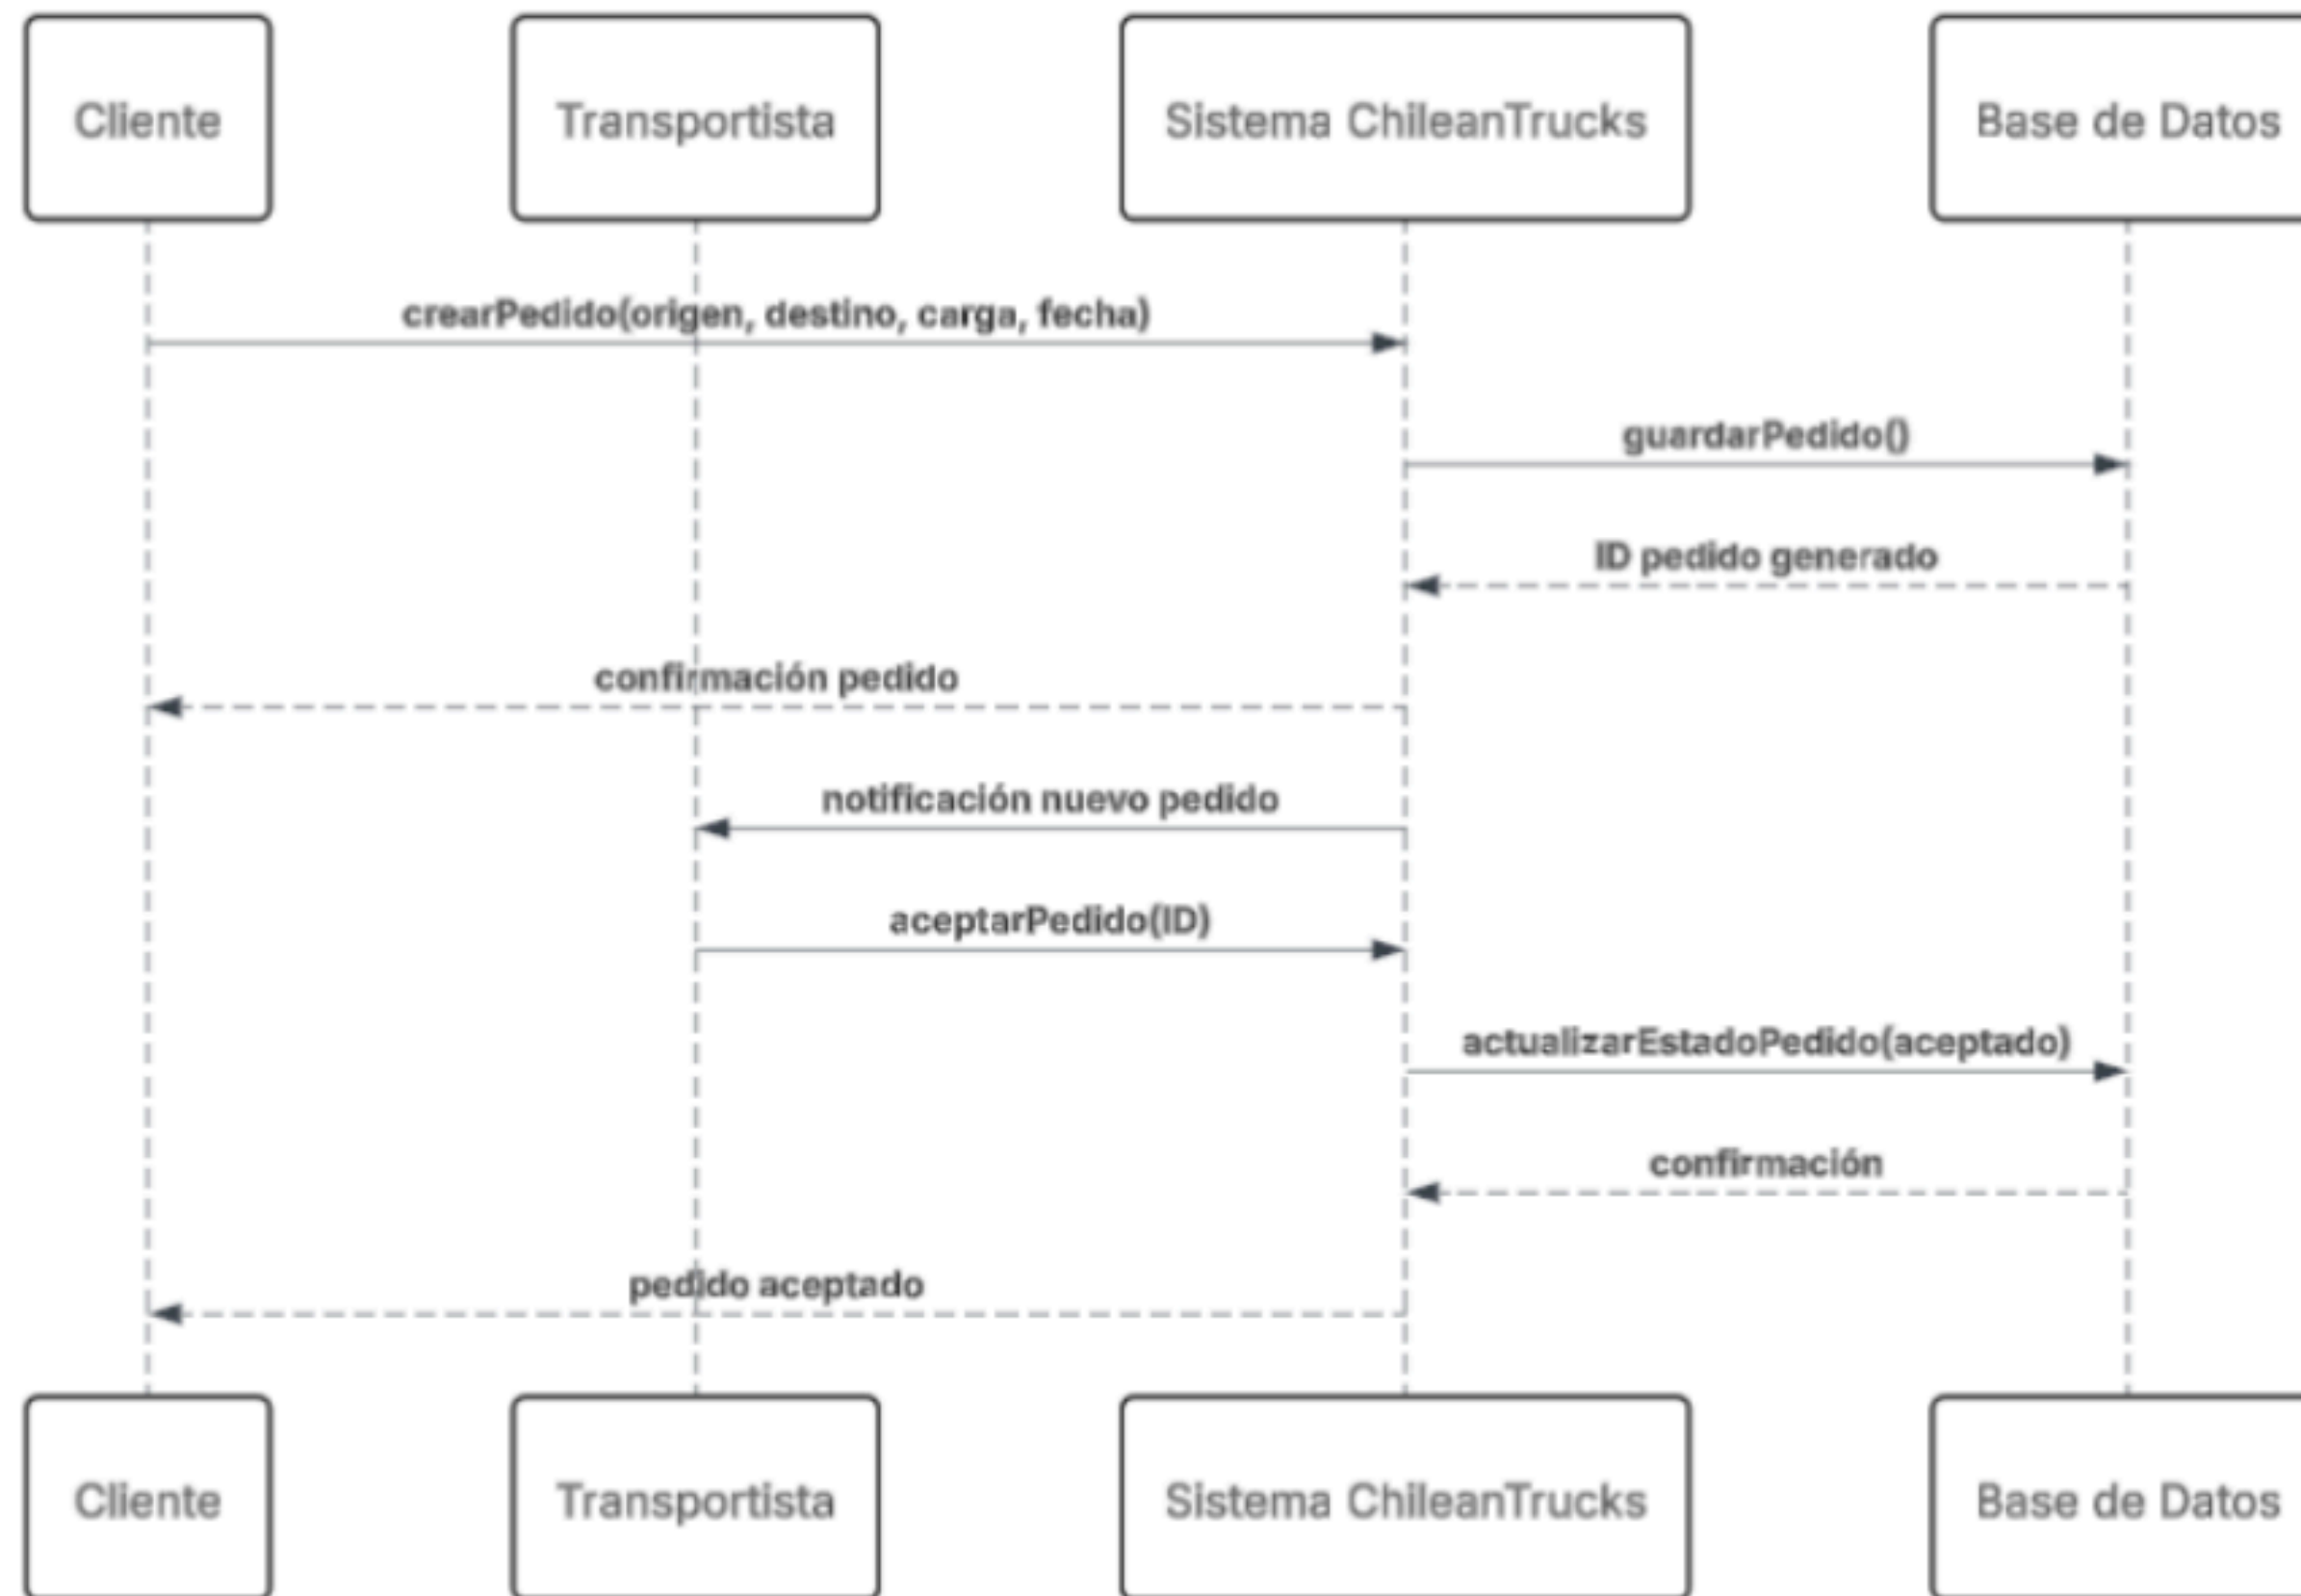 Cliente
Transportista
Sistema ChileanTrucks
Base de Datos
crearPedido(origen, destino, carga, fecha)
guardarPedido()
ID pedido generado
confirmación pedido
notificación nuevo pedido
aceptarPedido(ID)
actualizarEstadoPedido(aceptado)
confirmación
pedido aceptado
Cliente
Transportista
Sistema ChileanTrucks
Base de Datos